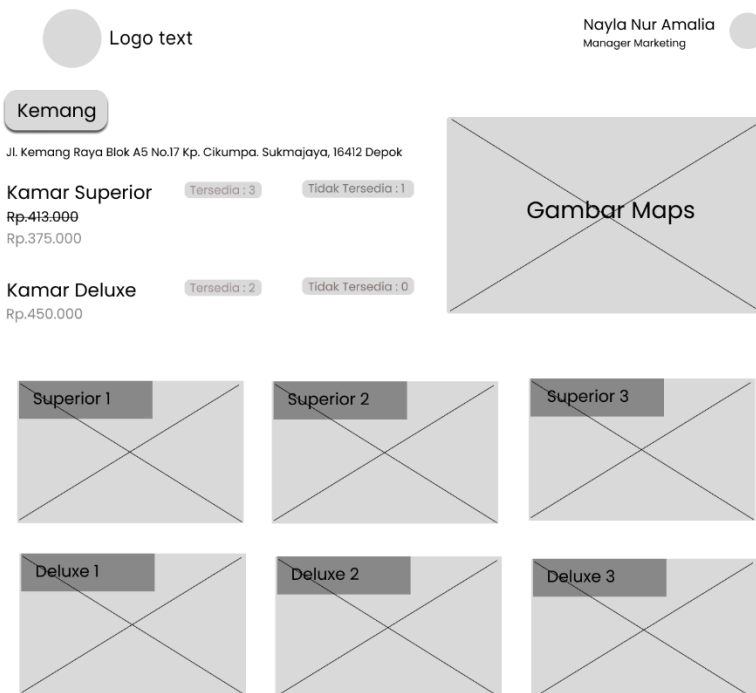 Logo text
Nayla Nur Amalia
Manager Marketing
Kemang
Jl. Kemang Raya Blok A5 No.17 Kp. Cikumpa. Sukmajaya, 16412 Depok
Kamar Superior
Tersedia : 3
Tidak Tersedia : 1
Rp.413.000
Rp.375.000
Kamar Deluxe
Tersedia : 2
Tidak Tersedia : 0
Rp.450.000
Gambar Maps
Superior 1
Superior 2
Superior 3
Deluxe 1
Deluxe 2
Deluxe 3